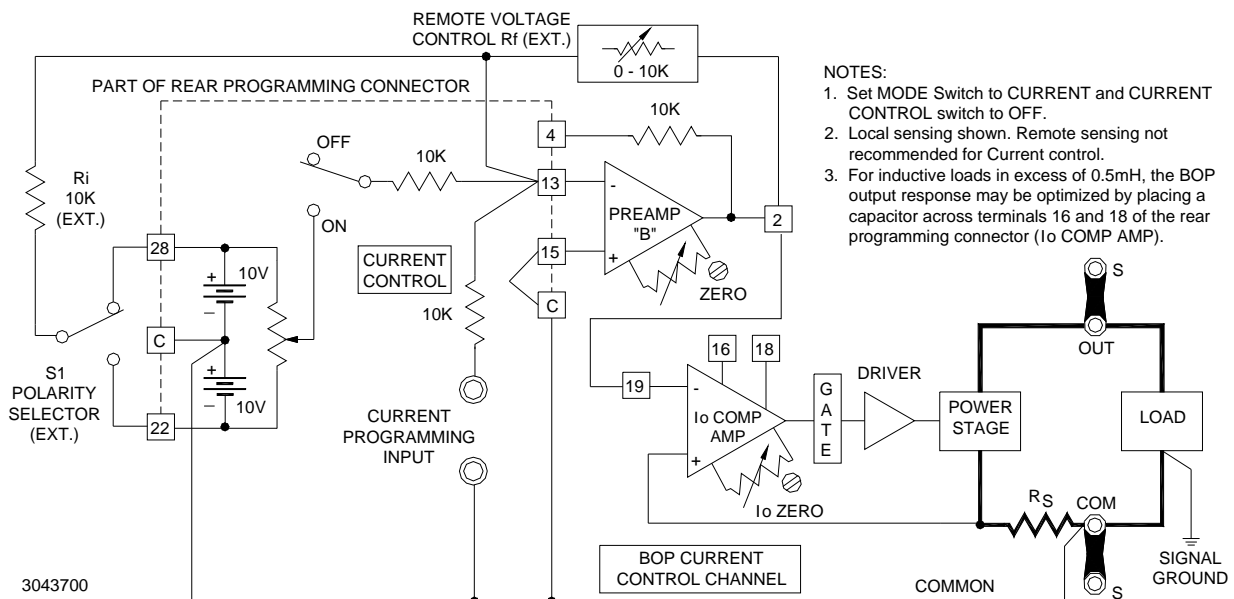 REMOTE VOLTAGE
CONTROL Rf (EXT.)
0 - 10K
PART OF REAR PROGRAMMING CONNECTOR
NOTES:
1. Set MODE Switch to CURRENT and CURRENT
CONTROL switch to OFF.
2. Local sensing shown. Remote sensing not
recommended for Current control.
3. For inductive loads in excess of 0.5mH, the BOP
output response may be optimized by placing a
capacitor across terminals 16 and 18 of the rear
programming connector (Io COMP AMP).
4
10K
OFF
10K
13
-
Ri
10K
(EXT.)
PREAMP
"B"
2
ON
28
15
+
CURRENT
CONTROL
+
10V
–
ZERO
10K
C
C
S
OUT
16
18
S1
POLARITY
SELECTOR
(EXT.)
+
10V
–
19
-
DRIVER
GATE
CURRENT
PROGRAMMING
INPUT
Io COMP
AMP
POWER
STAGE
LOAD
22
+
Io ZERO
RS
COM
BOP CURRENT
CONTROL CHANNEL
COMMON
S
SIGNAL
GROUND
3043700